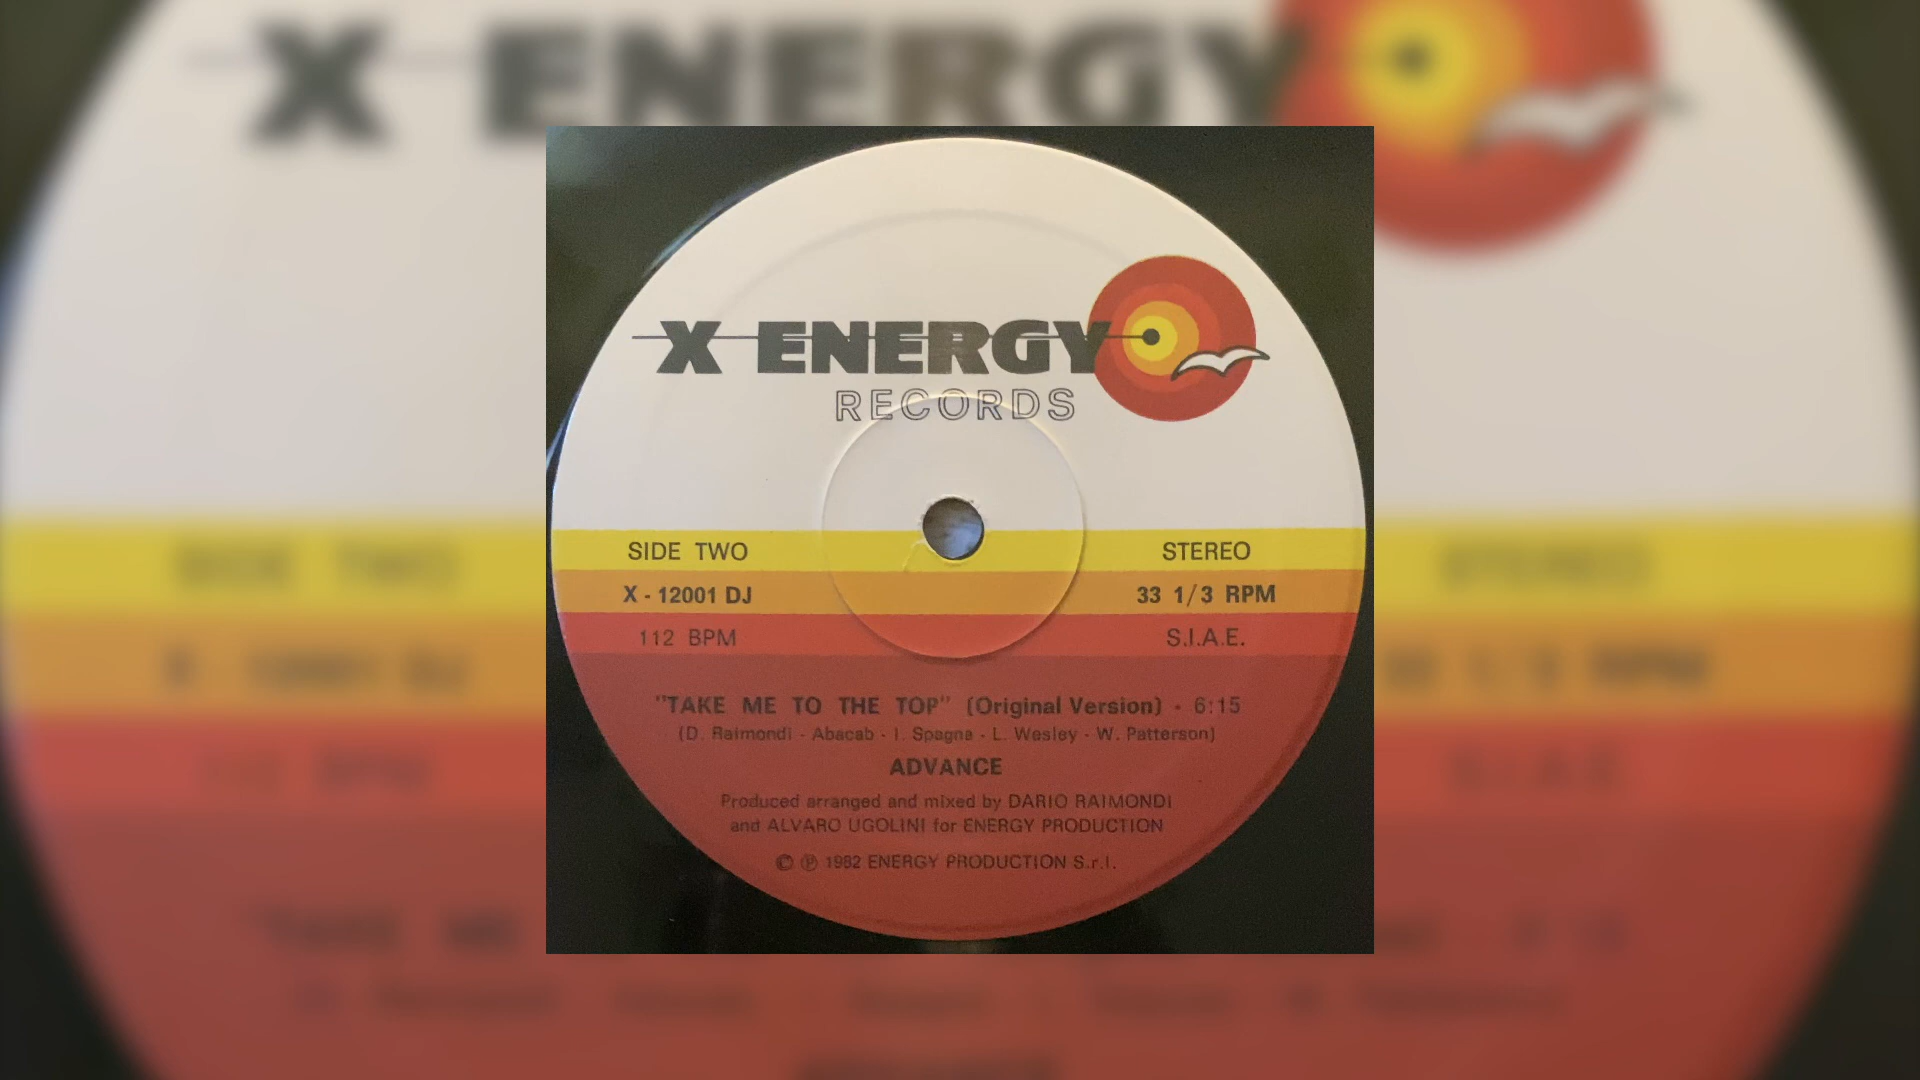 X ENERGY
RECORDS
SIDE TWO STEREO
X - 12001 DJ 33 1/3 RPM
112 BPM S.I.A.E.
"TAKE ME TO THE TOP" (Original Version) - 6:15
(D. Raimondi - Abacab - I. Spagna - L. Wesley - W. Patterson)
ADVANCE
Produced arranged and mixed by DARIO RAIMONDI
and ALVARO UGOLINI for ENERGY PRODUCTION
© ℗ 1982 ENERGY PRODUCTION S.r.l.